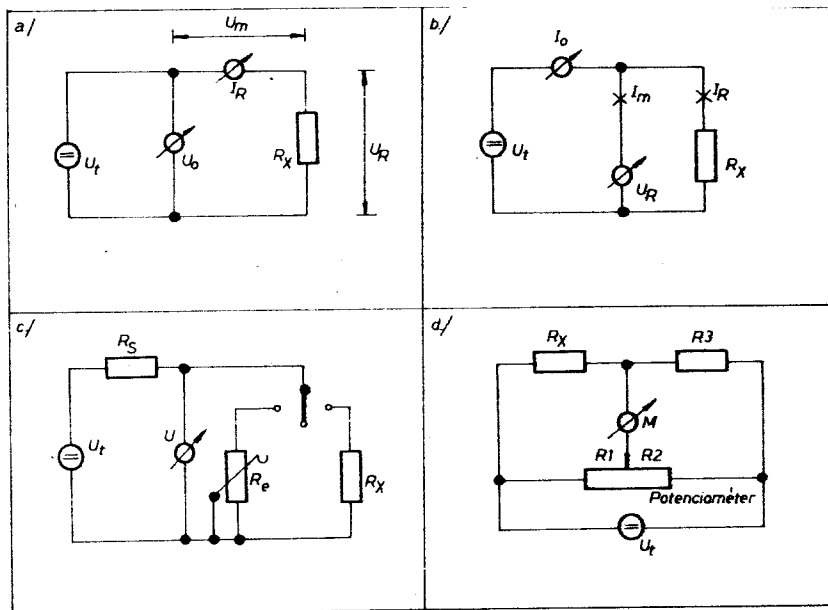 a/
U_m
I_R
U_t
U_o
R_x
U_R
b/
I_o
I_m
I_R
U_t
U_R
R_x
c/
R_S
U_t
U
R_e
R_x
d/
R_x
R3
M
R1
R2
Potenciométer
U_t